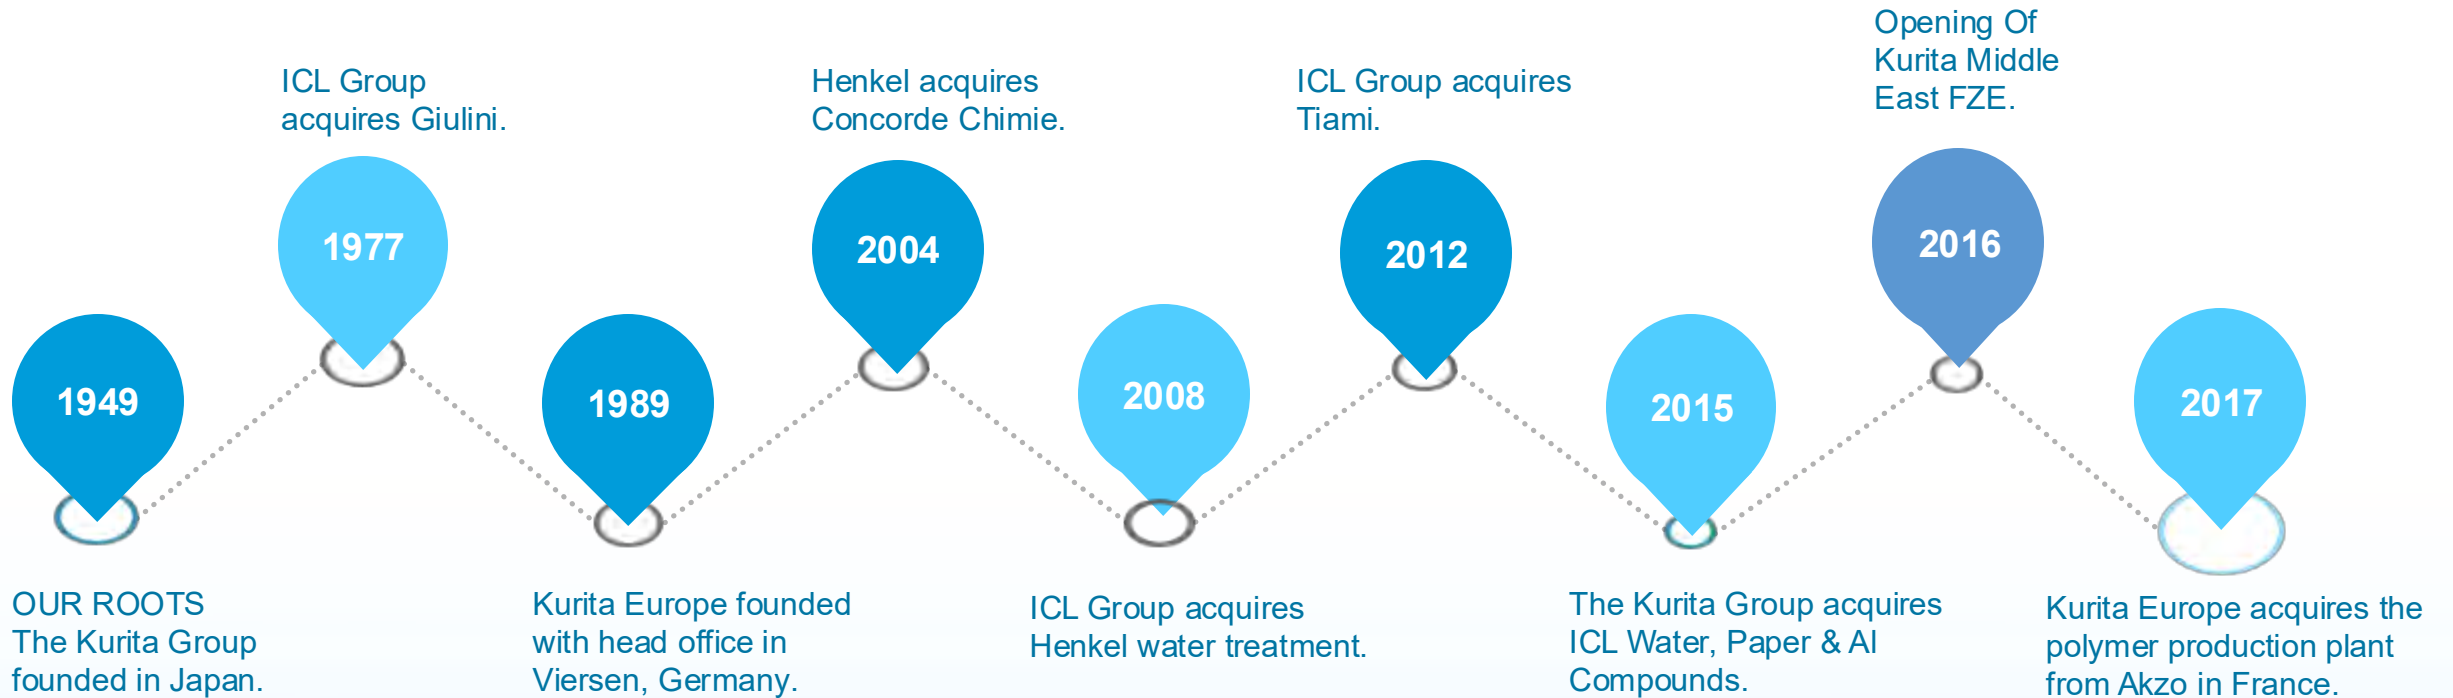 OUR ROOTS
The Kurita Group
founded in Japan.
1949
ICL Group
acquires Giulini.
1977
Kurita Europe founded
with head office in
Viersen, Germany.
1989
Henkel acquires
Concorde Chimie.
2004
ICL Group acquires
Henkel water treatment.
2008
ICL Group acquires
Tiami.
2012
The Kurita Group acquires
ICL Water, Paper & Al
Compounds.
2015
Opening Of
Kurita Middle
East FZE.
2016
Kurita Europe acquires the
polymer production plant
from Akzo in France.
2017